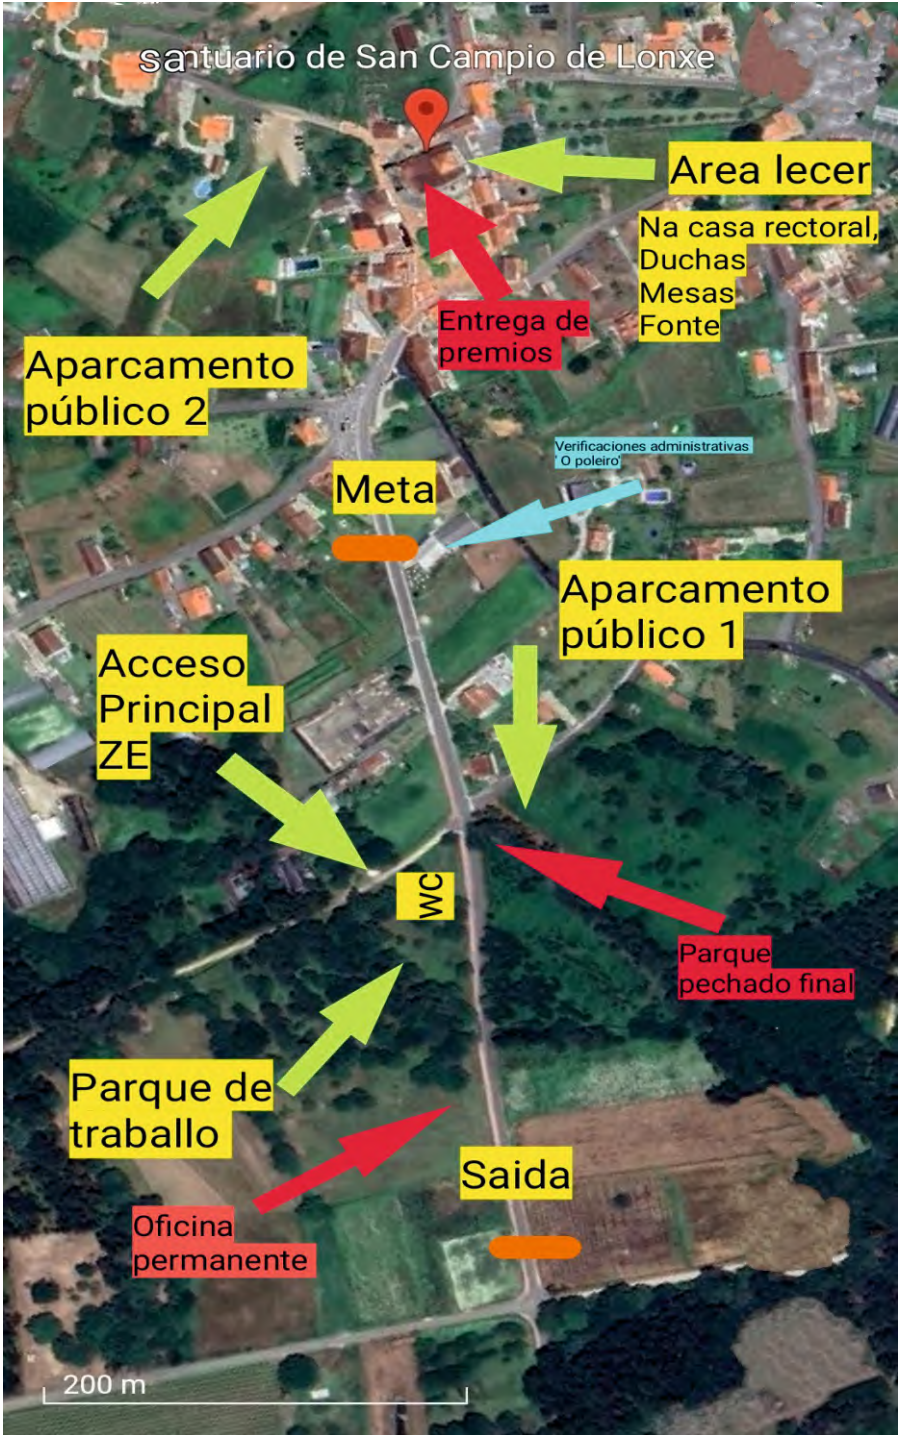 santuario de San Campio de Lonxe
Area lecer
Na casa rectoral,
Duchas
Mesas
Fonte
Entrega de
premios
Aparcamento
público 2
Verificaciones administrativas
'O poleiro'
Meta
Aparcamento
público 1
Acceso
Principal
ZE
WC
Parque
pechado final
Parque de
traballo
Saida
Oficina
permanente
200 m